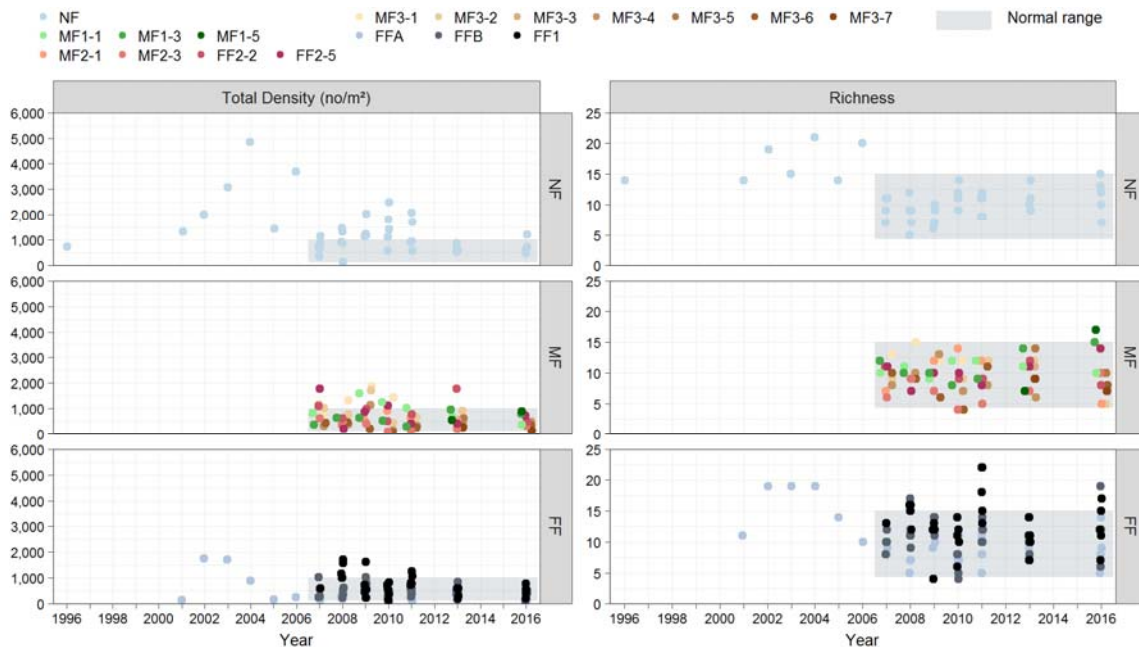 NF MF3-1 MF3-2 MF3-3 MF3-4 MF3-5 MF3-6 MF3-7 Normal range
MF1-1 MF1-3 MF1-5 FFA FFB FF1
MF2-1 MF2-3 FF2-2 FF2-5
Total Density (no/m²) Richness
6,000 25
5,000 20
4,000
3,000 15
2,000 10
1,000 5
0 0
NF NF
6,000 25
5,000 20
4,000
3,000 15
2,000 10
1,000 5
0 0
MF MF
6,000 25
5,000 20
4,000
3,000 15
2,000 10
1,000 5
0 0
FF FF
1996 1998 2000 2002 2004 2006 2008 2010 2012 2014 2016 1996 1998 2000 2002 2004 2006 2008 2010 2012 2014 2016
Year Year